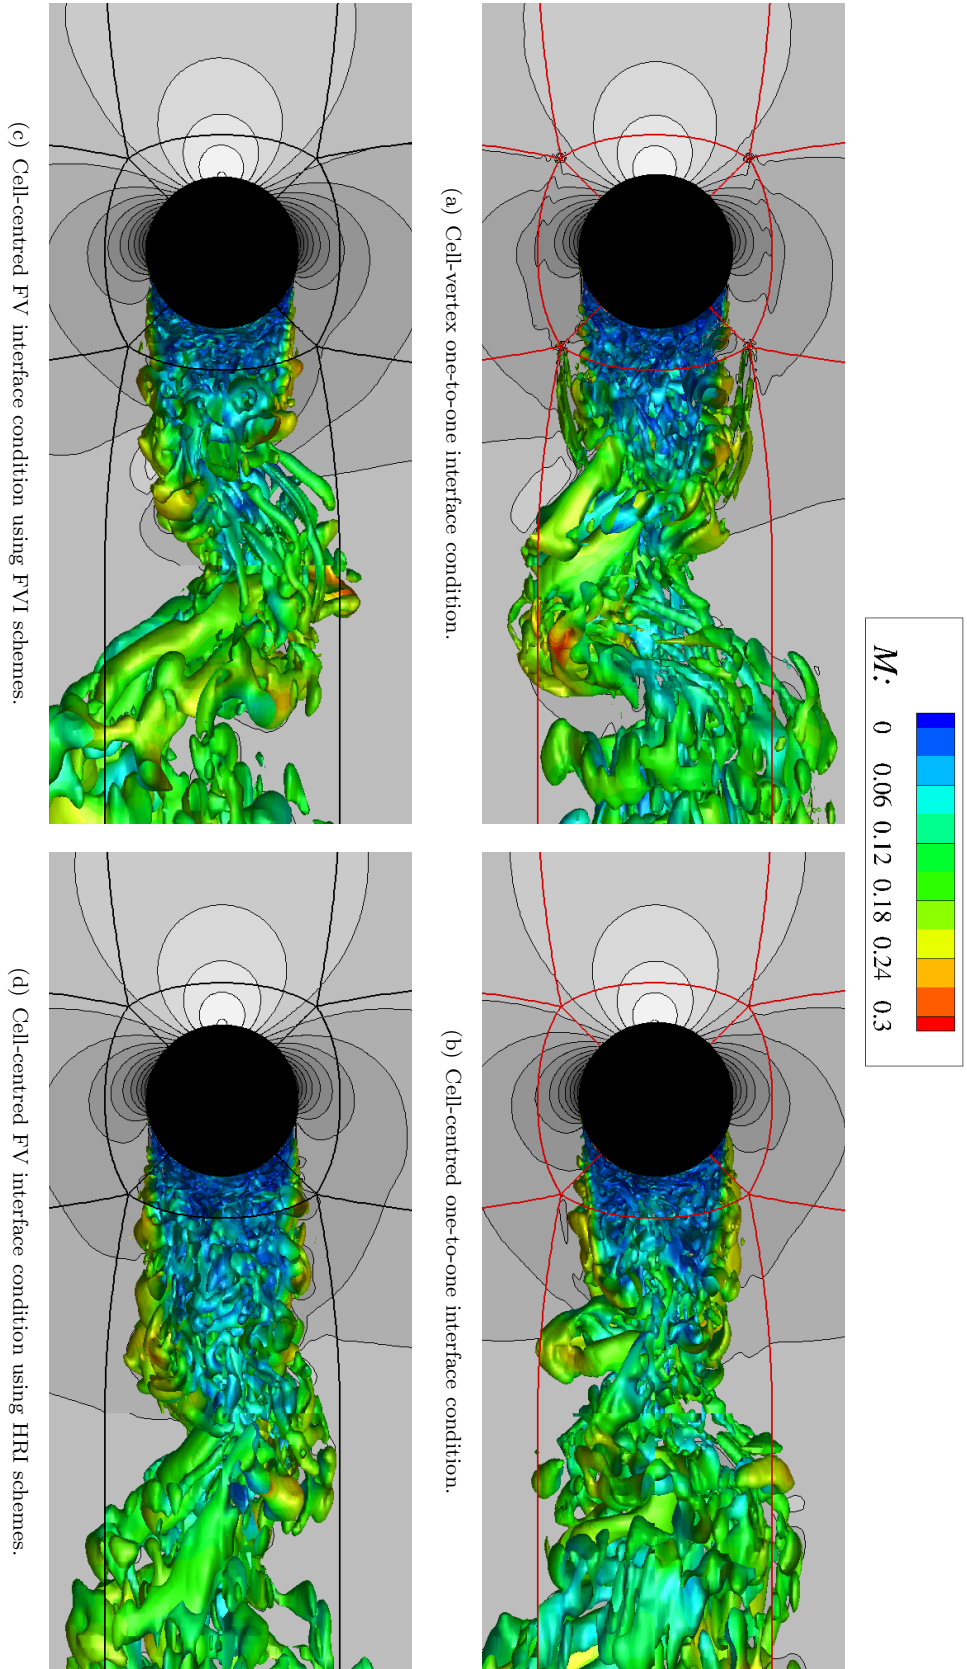 M: 0 0.06 0.12 0.18 0.24 0.3
(a) Cell-vertex one-to-one interface condition.
(b) Cell-centred one-to-one interface condition.
(c) Cell-centred FV interface condition using FVI schemes.
(d) Cell-centred FV interface condition using HRI schemes.